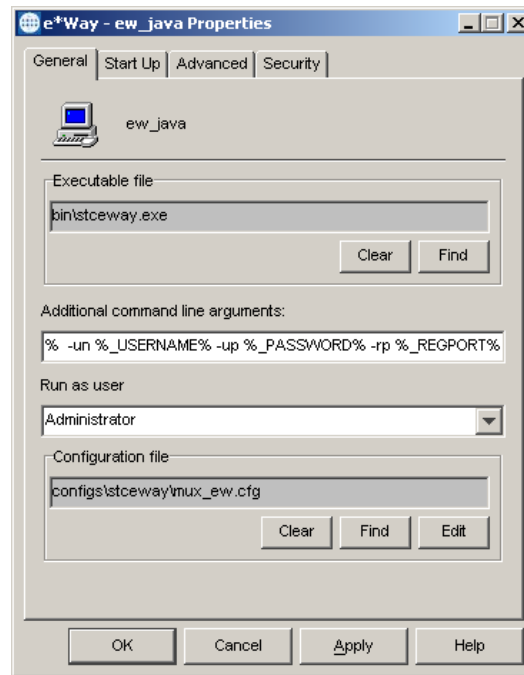 e*Way - ew_java Properties
General Start Up Advanced Security
ew_java
Executable file
bin\stceway.exe
Clear Find
Additional command line arguments:
% -un %_USERNAME% -up %_PASSWORD% -rp %_REGPORT%
Run as user
Administrator
Configuration file
configs\stceway\mux_ew.cfg
Clear Find Edit
OK Cancel Apply Help